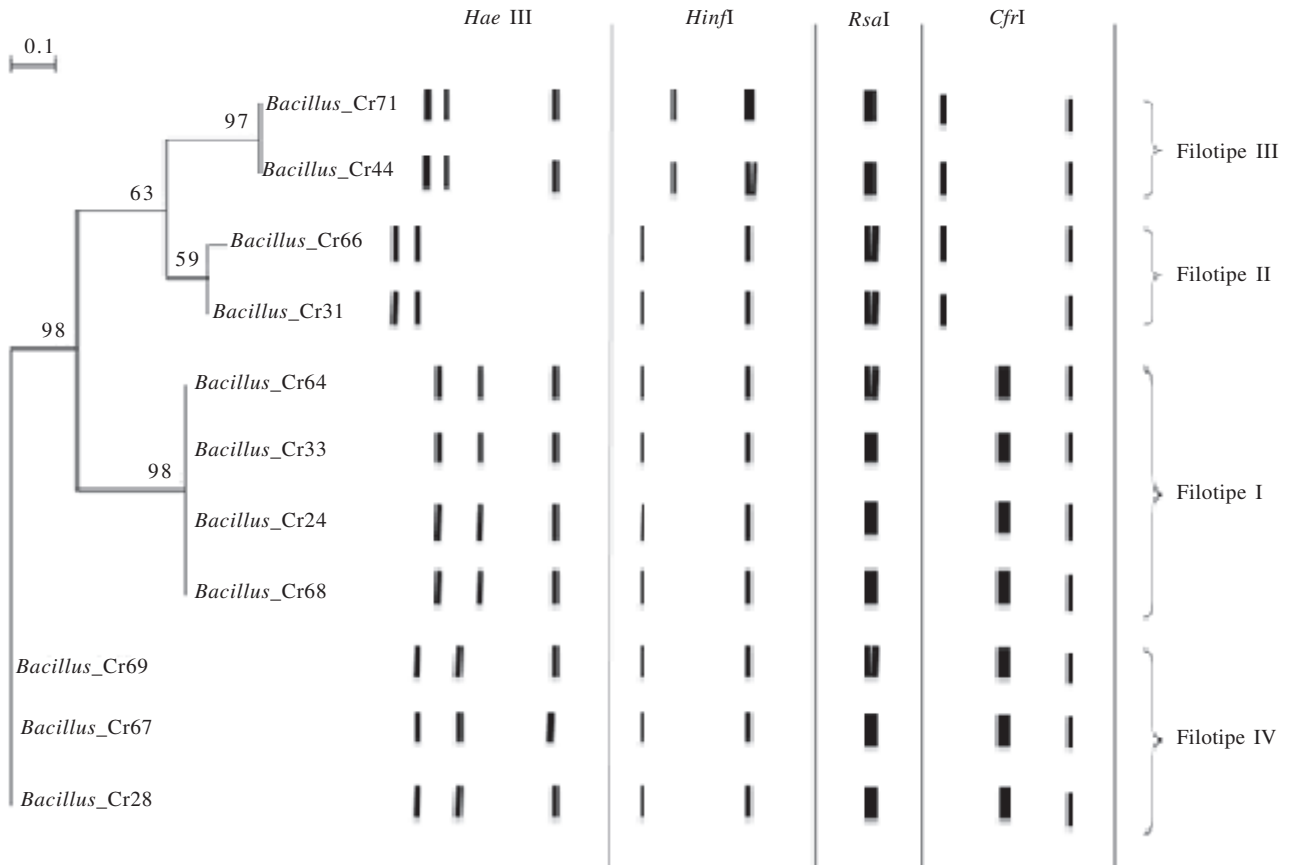 Hae III HinfI RsaI CfrI
0.1
Bacillus_Cr71
97
Filotipe III
Bacillus_Cr44
63
Bacillus_Cr66
59
Filotipe II
Bacillus_Cr31
98
Bacillus_Cr64
Bacillus_Cr33
98
Filotipe I
Bacillus_Cr24
Bacillus_Cr68
Bacillus_Cr69
Bacillus_Cr67
Filotipe IV
Bacillus_Cr28